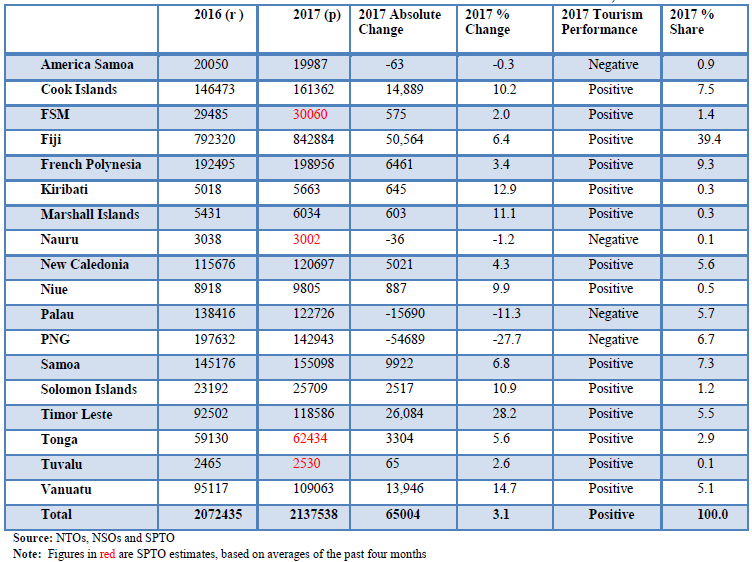 2016 (r ) 2017 (p) 2017 Absolute Change 2017 % Change 2017 Tourism Performance 2017 % Share
America Samoa 20050 19987 -63 -0.3 Negative 0.9
Cook Islands 146473 161362 14,889 10.2 Positive 7.5
FSM 29485 30060 575 2.0 Positive 1.4
Fiji 792320 842884 50,564 6.4 Positive 39.4
French Polynesia 192495 198956 6461 3.4 Positive 9.3
Kiribati 5018 5663 645 12.9 Positive 0.3
Marshall Islands 5431 6034 603 11.1 Positive 0.3
Nauru 3038 3002 -36 -1.2 Negative 0.1
New Caledonia 115676 120697 5021 4.3 Positive 5.6
Niue 8918 9805 887 9.9 Positive 0.5
Palau 138416 122726 -15690 -11.3 Negative 5.7
PNG 197632 142943 -54689 -27.7 Negative 6.7
Samoa 145176 155098 9922 6.8 Positive 7.3
Solomon Islands 23192 25709 2517 10.9 Positive 1.2
Timor Leste 92502 118586 26,084 28.2 Positive 5.5
Tonga 59130 62434 3304 5.6 Positive 2.9
Tuvalu 2465 2530 65 2.6 Positive 0.1
Vanuatu 95117 109063 13,946 14.7 Positive 5.1
Total 2072435 2137538 65004 3.1 Positive 100.0
Source: NTOs, NSOs and SPTO
Note: Figures in red are SPTO estimates, based on averages of the past four months